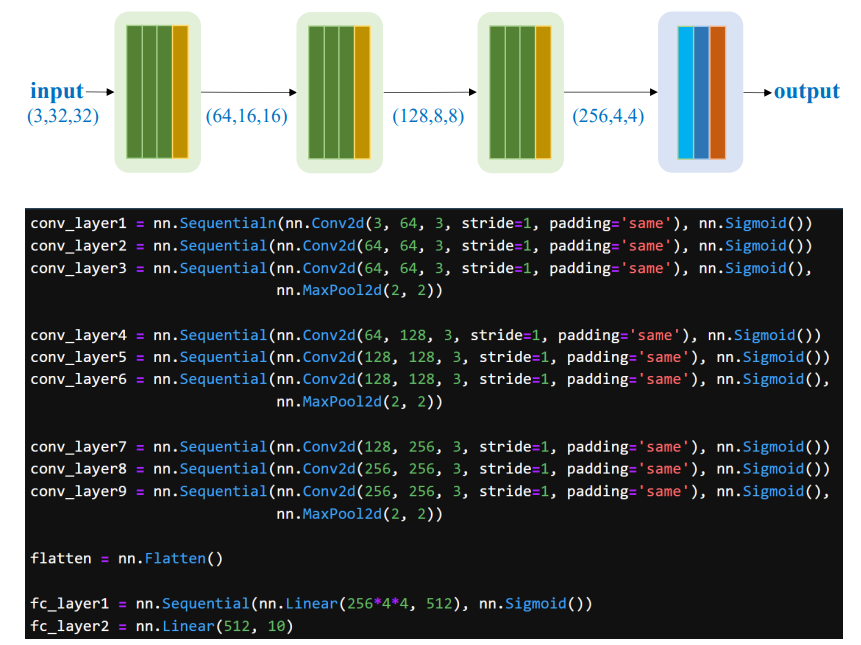 input
(3,32,32)
(64,16,16)
(128,8,8)
(256,4,4)
output
conv_layer1 = nn.Sequentialn(nn.Conv2d(3, 64, 3, stride=1, padding='same'), nn.Sigmoid())
conv_layer2 = nn.Sequential(nn.Conv2d(64, 64, 3, stride=1, padding='same'), nn.Sigmoid())
conv_layer3 = nn.Sequential(nn.Conv2d(64, 64, 3, stride=1, padding='same'), nn.Sigmoid(),
nn.MaxPool2d(2, 2))
conv_layer4 = nn.Sequential(nn.Conv2d(64, 128, 3, stride=1, padding='same'), nn.Sigmoid())
conv_layer5 = nn.Sequential(nn.Conv2d(128, 128, 3, stride=1, padding='same'), nn.Sigmoid())
conv_layer6 = nn.Sequential(nn.Conv2d(128, 128, 3, stride=1, padding='same'), nn.Sigmoid(),
nn.MaxPool2d(2, 2))
conv_layer7 = nn.Sequential(nn.Conv2d(128, 256, 3, stride=1, padding='same'), nn.Sigmoid())
conv_layer8 = nn.Sequential(nn.Conv2d(256, 256, 3, stride=1, padding='same'), nn.Sigmoid())
conv_layer9 = nn.Sequential(nn.Conv2d(256, 256, 3, stride=1, padding='same'), nn.Sigmoid(),
nn.MaxPool2d(2, 2))
flatten = nn.Flatten()
fc_layer1 = nn.Sequential(nn.Linear(256*4*4, 512), nn.Sigmoid())
fc_layer2 = nn.Linear(512, 10)